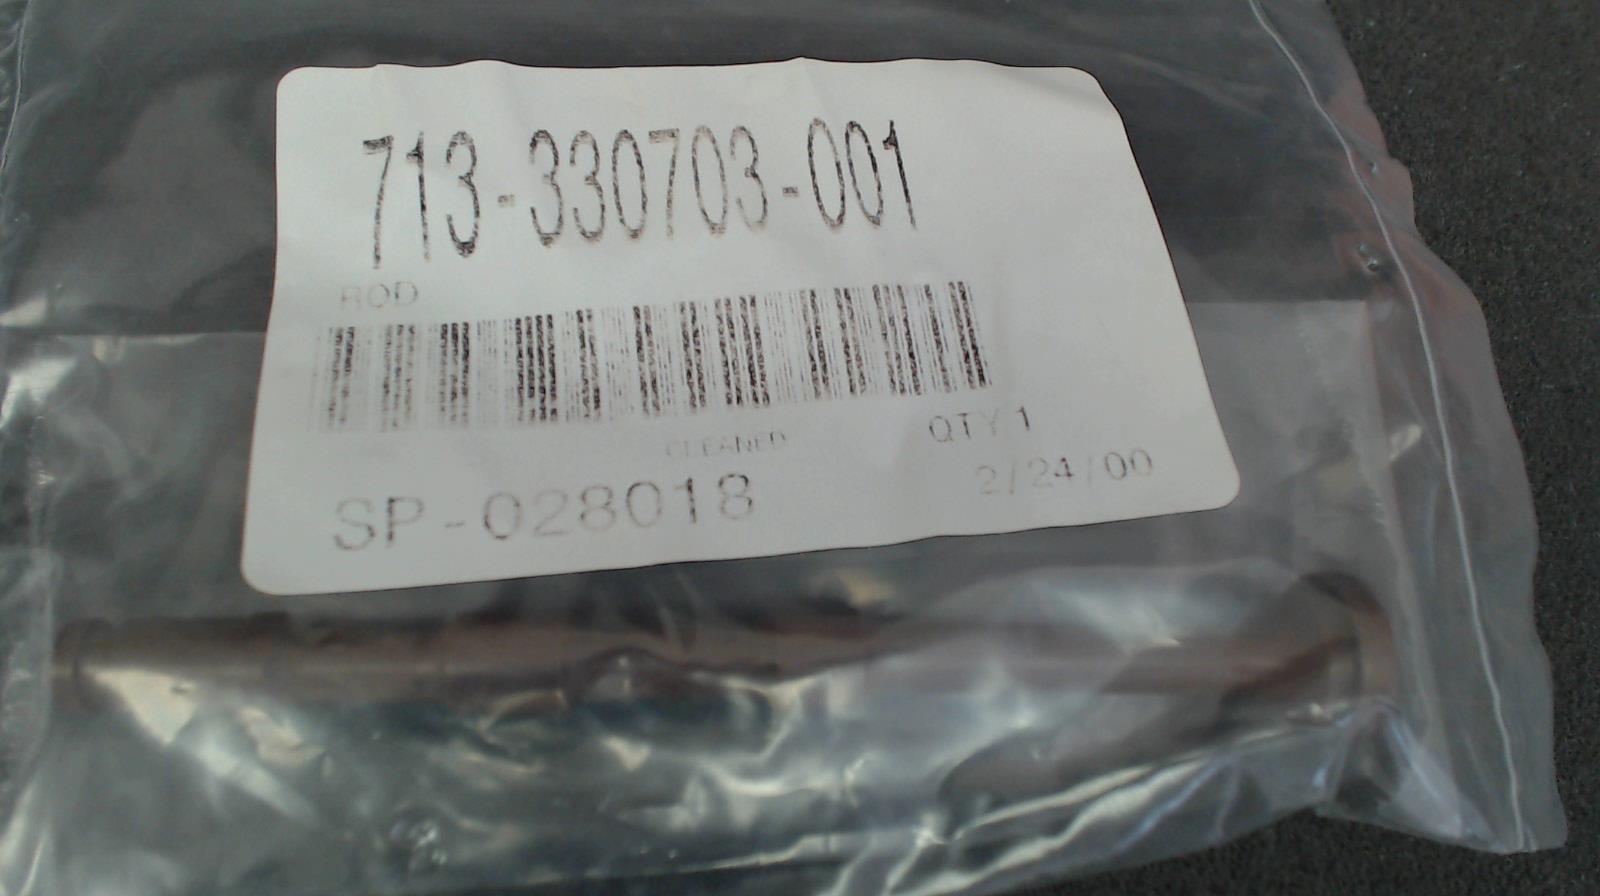 713-330703-001
ROD
CLEANED
QTY 1
SP-028018
2/24/00